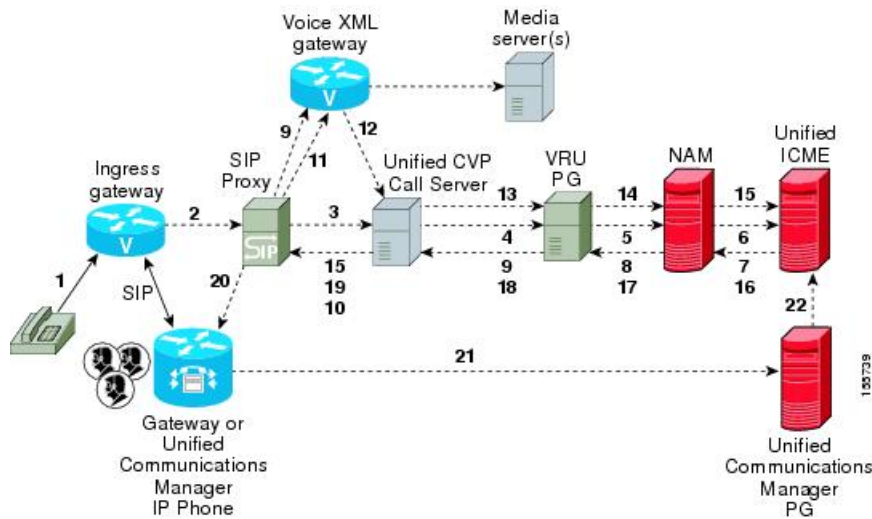 Voice XML
gateway
Media
server(s)
9
11
12
Ingress
gateway
SIP
Proxy
Unified CVP
Call Server
VRU
PG
NAM
Unified
ICME
V
V
SIP
1
2
3
13
14
15
4
5
6
15
19
10
9
18
8
17
7
16
20
SIP
21
22
155739
Gateway or
Unified
Communications
Manager
IP Phone
Unified
Communications
Manager
PG